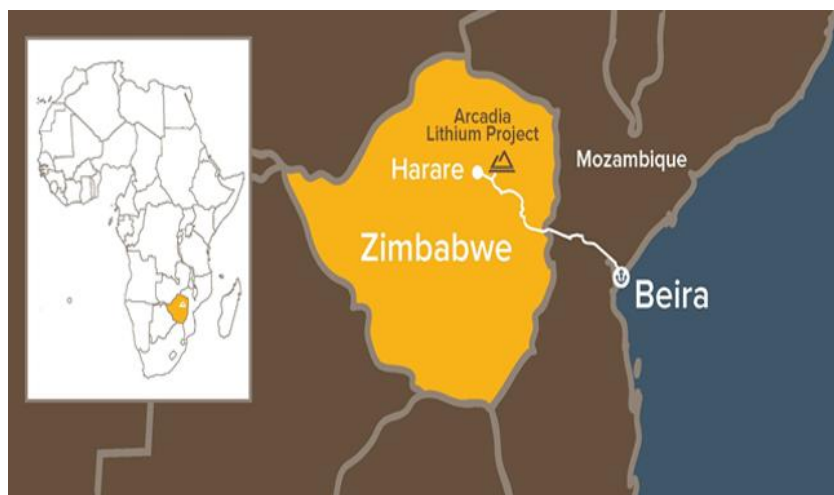 Arcadia
Lithium Project
Harare
Mozambique
Zimbabwe
Beira